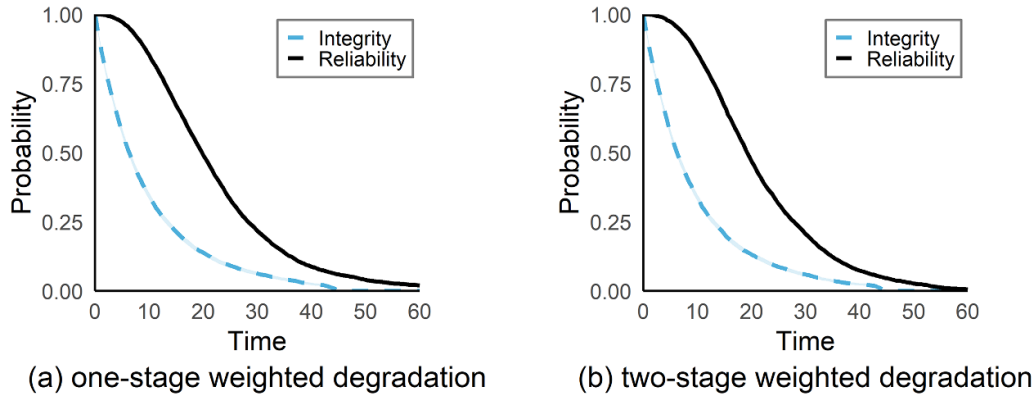 1.00
0.75
0.50
0.25
0.00
Probability
0 10 20 30 40 50 60
Time
Integrity
Reliability
(a) one-stage weighted degradation
1.00
0.75
0.50
0.25
0.00
Probability
0 10 20 30 40 50 60
Time
Integrity
Reliability
(b) two-stage weighted degradation